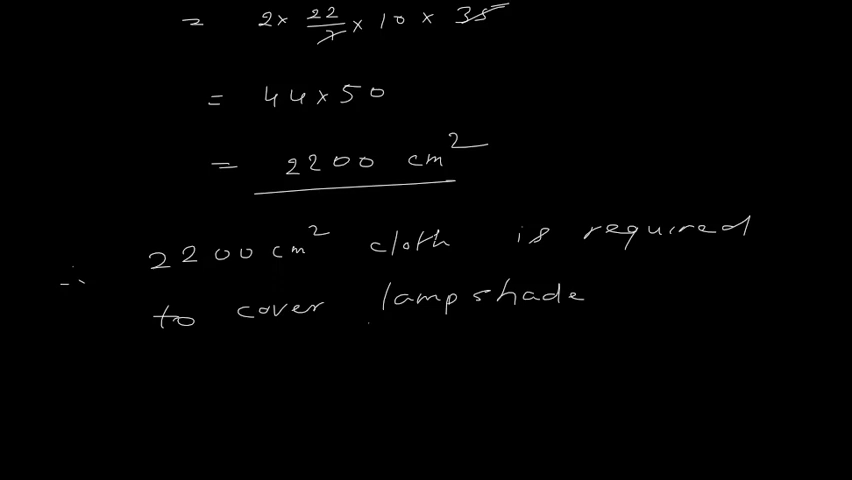 = 2 × 22/7 × 10 × 35
= 44 × 50
= 2200 cm²
∴ 2200 cm² cloth is required
to cover lampshade